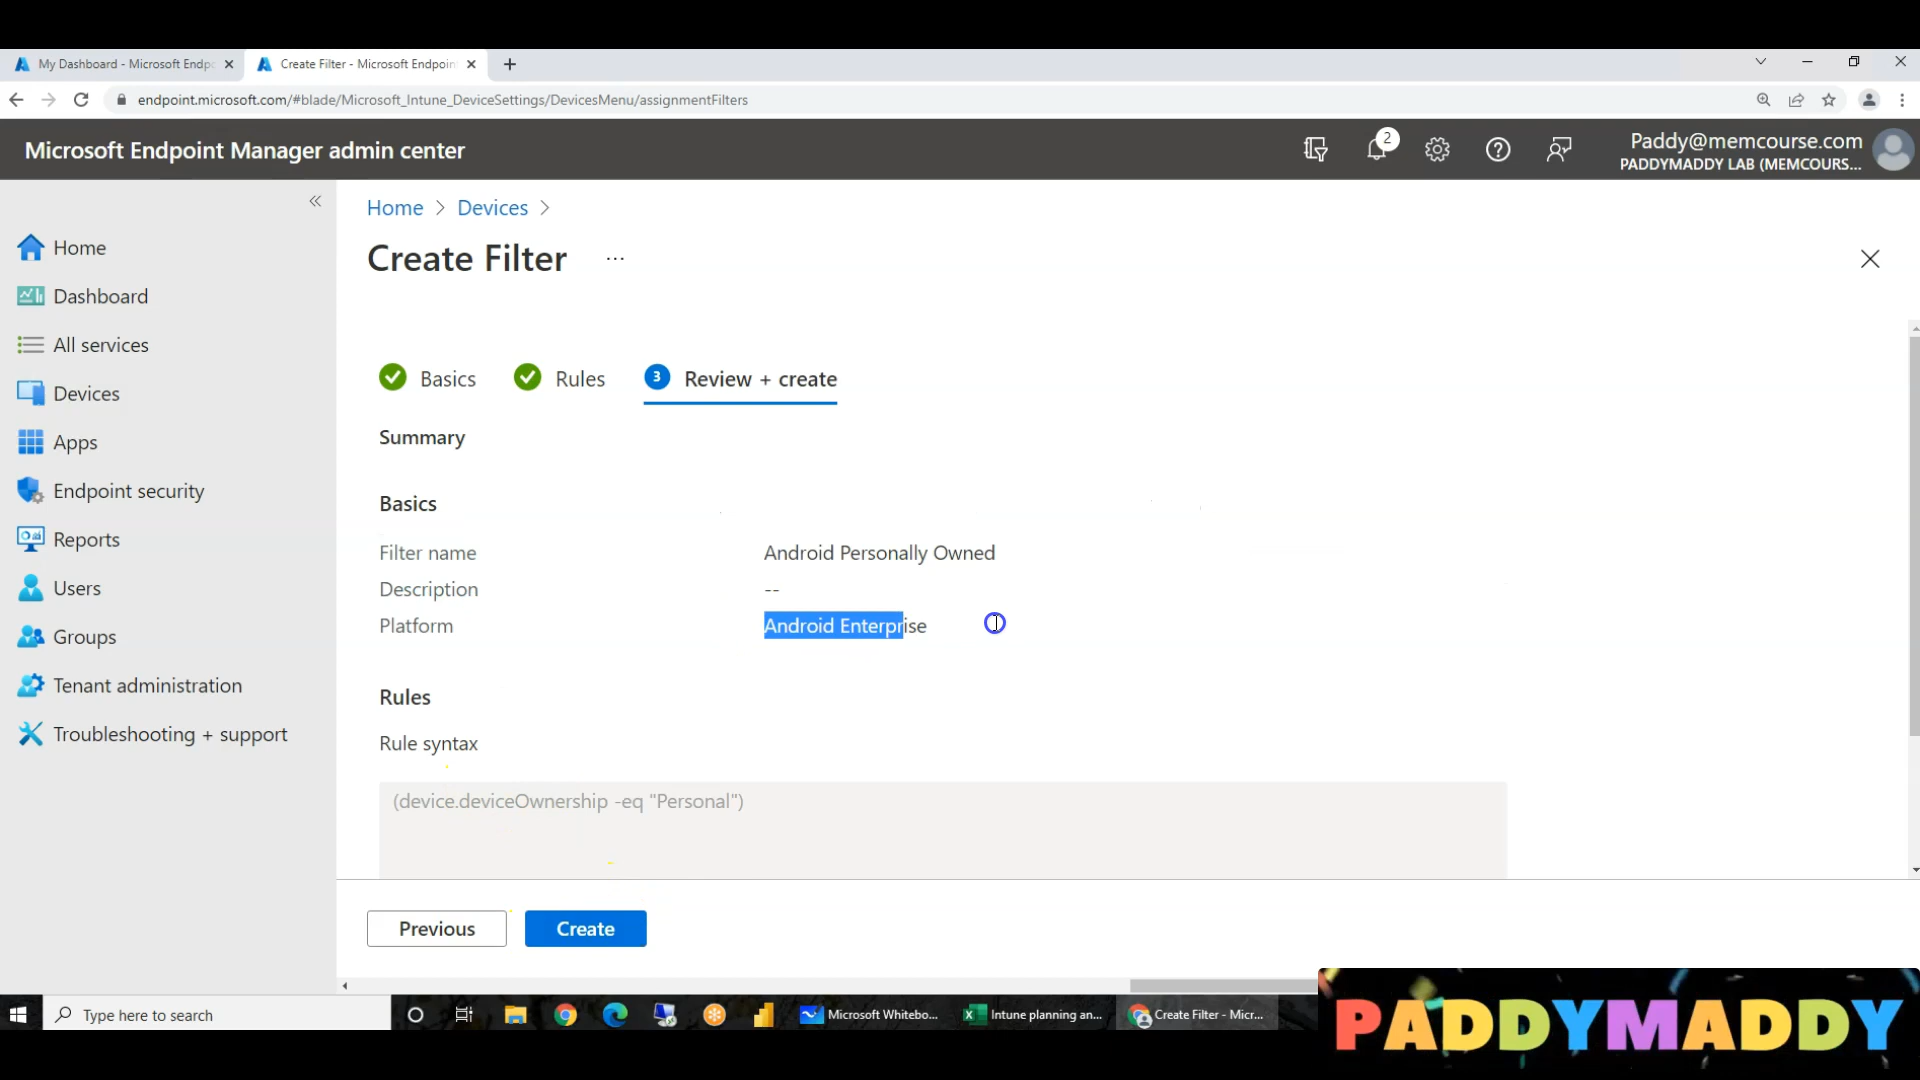 My Dashboard - Microsoft Endpo
Create Filter - Microsoft Endpoin
endpoint.microsoft.com/#blade/Microsoft_Intune_DeviceSettings/DevicesMenu/assignmentFilters
Microsoft Endpoint Manager admin center
2
Paddy@memcourse.com
PADDYMADDY LAB (MEMCOURS...
Home > Devices >
Create Filter ...
Home
Dashboard
All services
Devices
Apps
Endpoint security
Reports
Users
Groups
Tenant administration
Troubleshooting + support
Basics
Rules
3 Review + create
Summary
Basics
Filter name Android Personally Owned
Description --
Platform Android Enterprise
Rules
Rule syntax
(device.deviceOwnership -eq "Personal")
Previous
Create
Type here to search
Microsoft Whitebo...
Intune planning an...
Create Filter - Micr...
PADDYMADDY